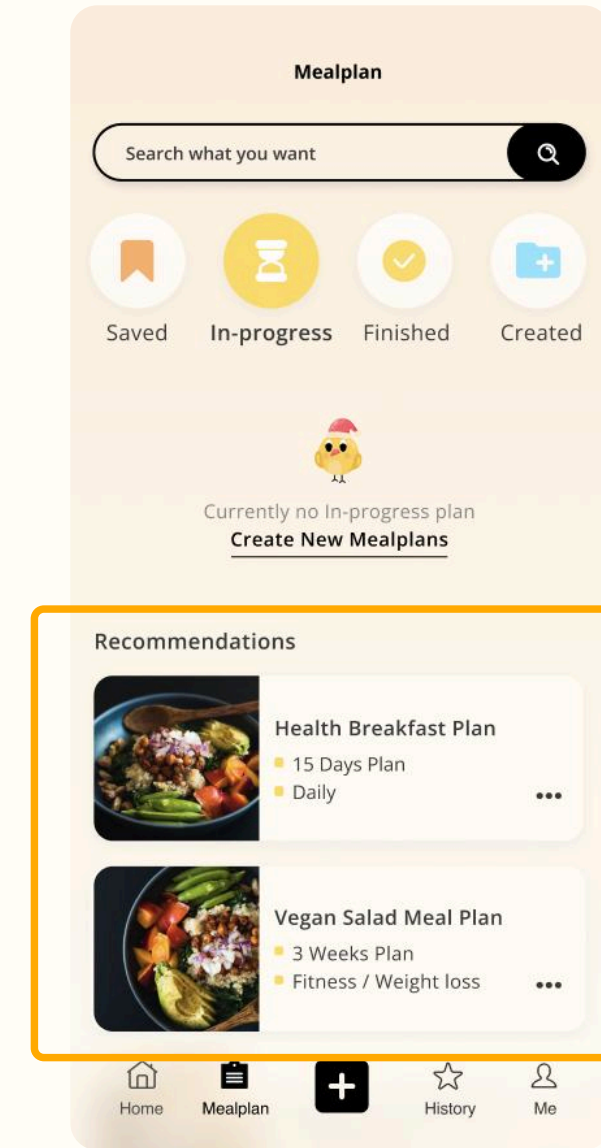 Mealplan
Search what you want
Saved
In-progress
Finished
Created
Currently no In-progress plan
Create New Mealplans
Recommendations
Health Breakfast Plan
15 Days Plan
Daily
Vegan Salad Meal Plan
3 Weeks Plan
Fitness / Weight loss
Home
Mealplan
History
Me